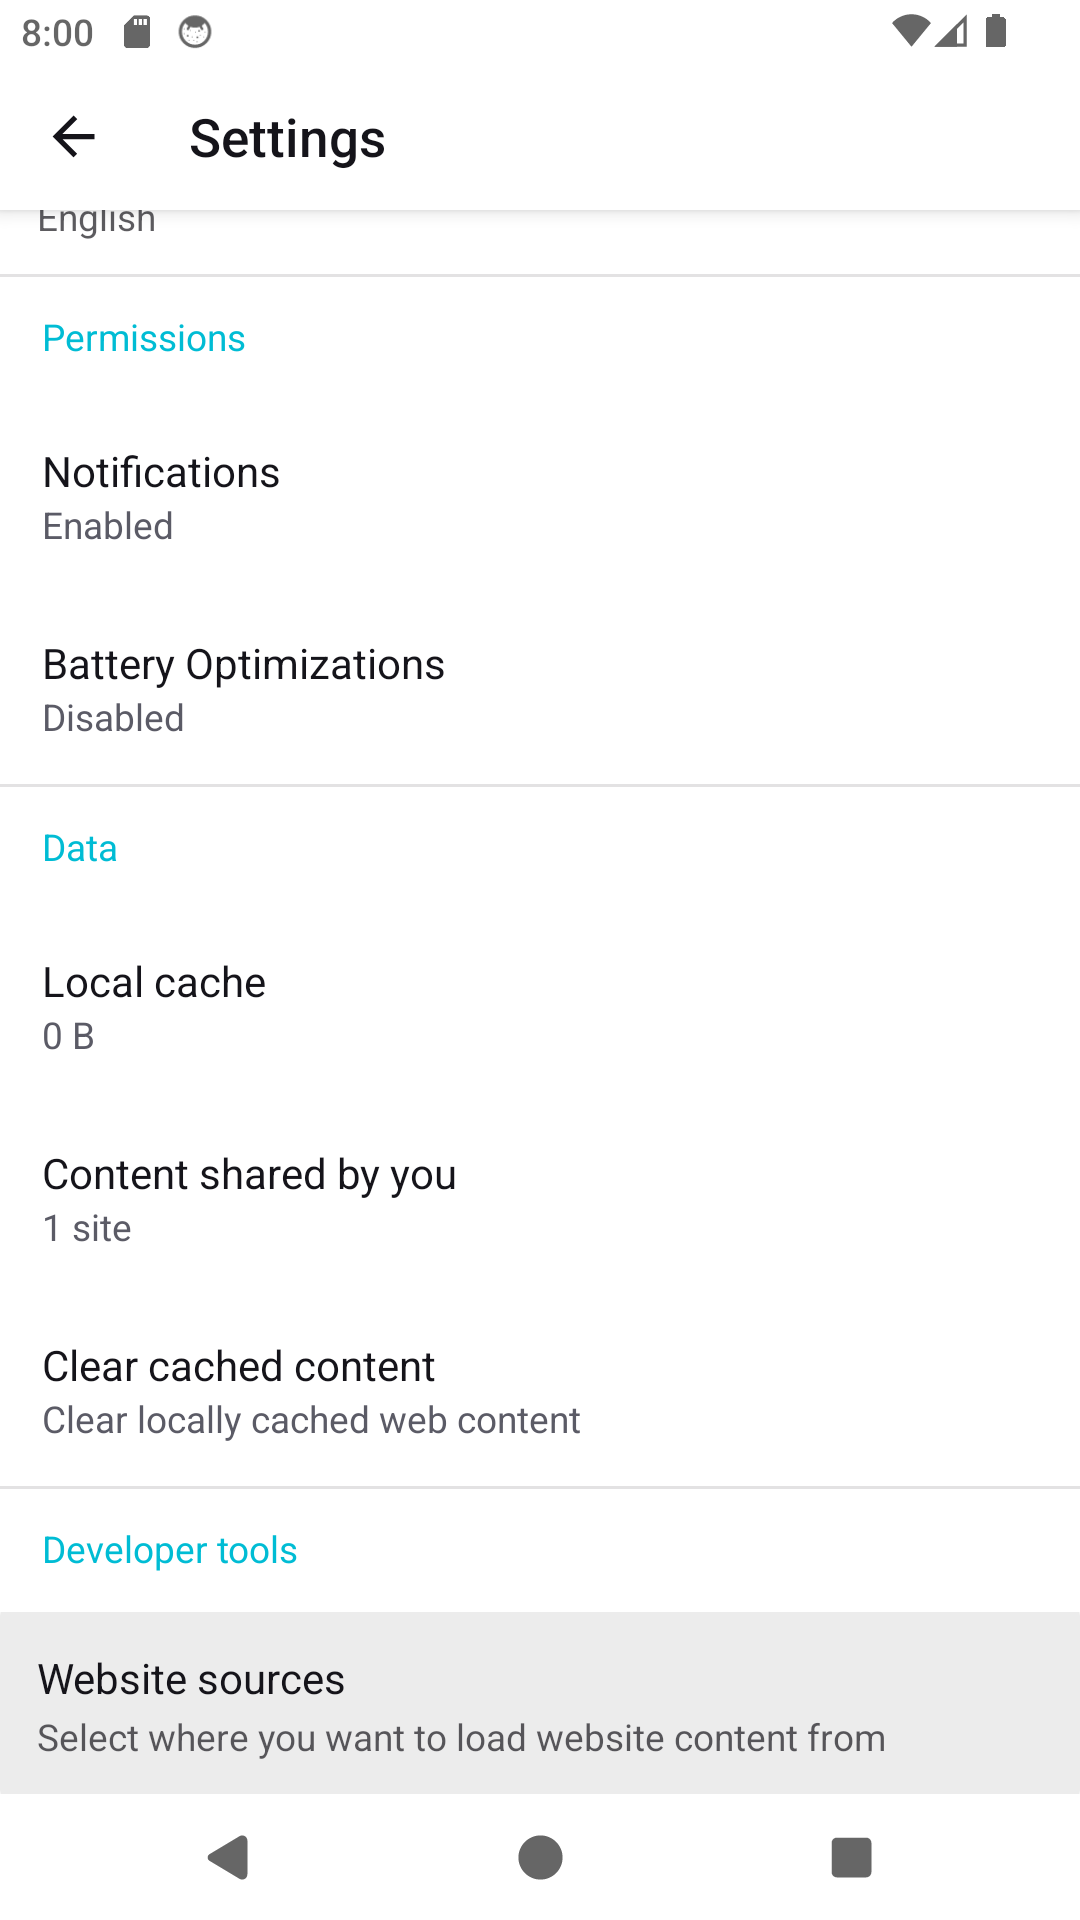 8:00
Settings
English
Permissions
Notifications
Enabled
Battery Optimizations
Disabled
Data
Local cache
0 B
Content shared by you
1 site
Clear cached content
Clear locally cached web content
Developer tools
Website sources
Select where you want to load website content from